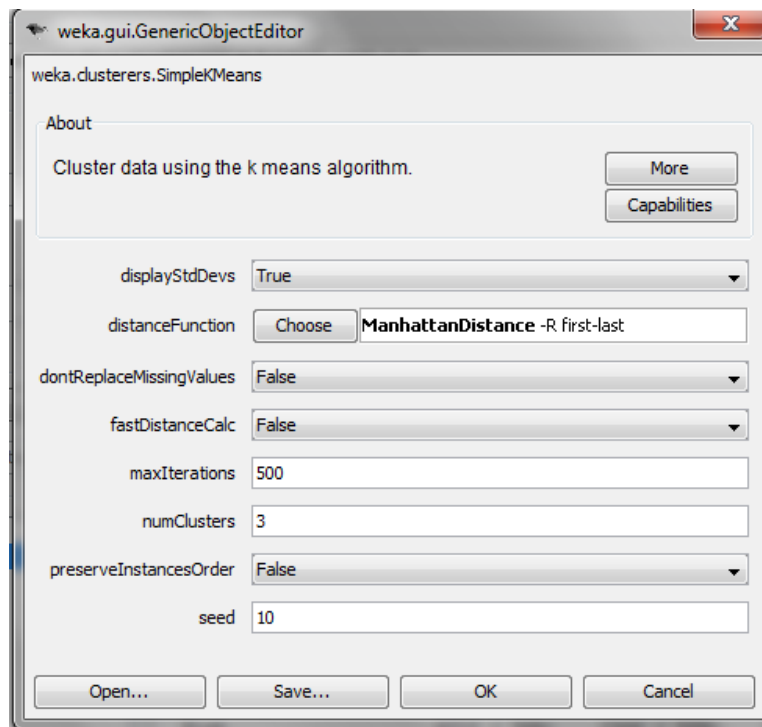 weka.gui.GenericObjectEditor
weka.clusterers.SimpleKMeans
About
Cluster data using the k means algorithm.
More
Capabilities
displayStdDevs True
distanceFunction Choose ManhattanDistance -R first-last
dontReplaceMissingValues False
fastDistanceCalc False
maxIterations 500
numClusters 3
preserveInstancesOrder False
seed 10
Open... Save... OK Cancel